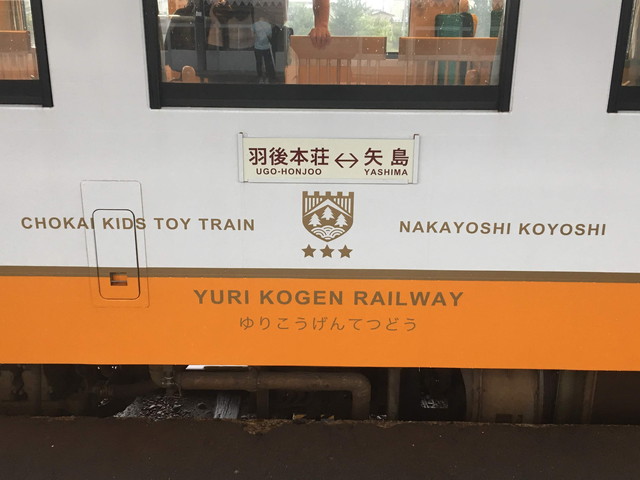 羽後本荘↔矢島
UGO-HONJOO YASHIMA
CHOKAI KIDS TOY TRAIN
NAKAYOSHI KOYOSHI
YURI KOGEN RAILWAY
ゆりこうげんてつどう